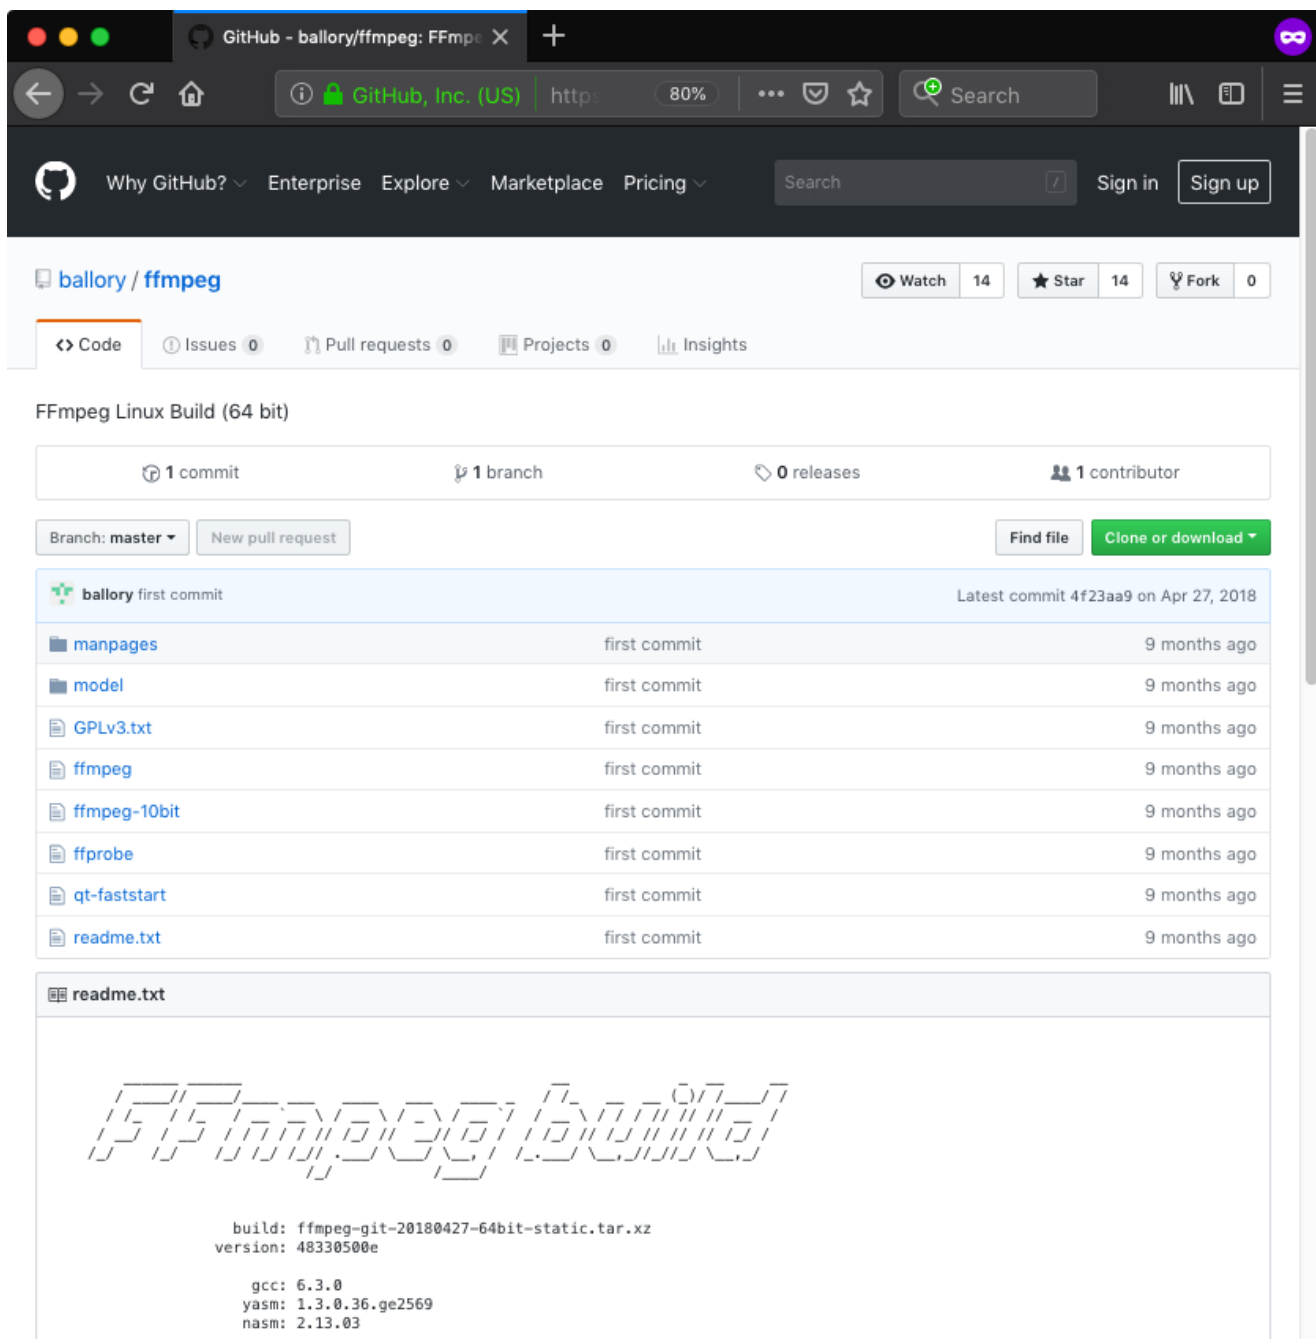 GitHub - ballory/ffmpeg: FFmpe
GitHub, Inc. (US) https 80% Search
Why GitHub? Enterprise Explore Marketplace Pricing Search / Sign in Sign up
ballory / ffmpeg Watch 14 Star 14 Fork 0
Code Issues 0 Pull requests 0 Projects 0 Insights
FFmpeg Linux Build (64 bit)
1 commit 1 branch 0 releases 1 contributor
Branch: master New pull request Find file Clone or download
ballory first commit Latest commit 4f23aa9 on Apr 27, 2018
manpages first commit 9 months ago
model first commit 9 months ago
GPLv3.txt first commit 9 months ago
ffmpeg first commit 9 months ago
ffmpeg-10bit first commit 9 months ago
ffprobe first commit 9 months ago
qt-faststart first commit 9 months ago
readme.txt first commit 9 months ago
readme.txt
FFmpeg build
build: ffmpeg-git-20180427-64bit-static.tar.xz
version: 48330500e
gcc: 6.3.0
yasm: 1.3.0.36.ge2569
nasm: 2.13.03